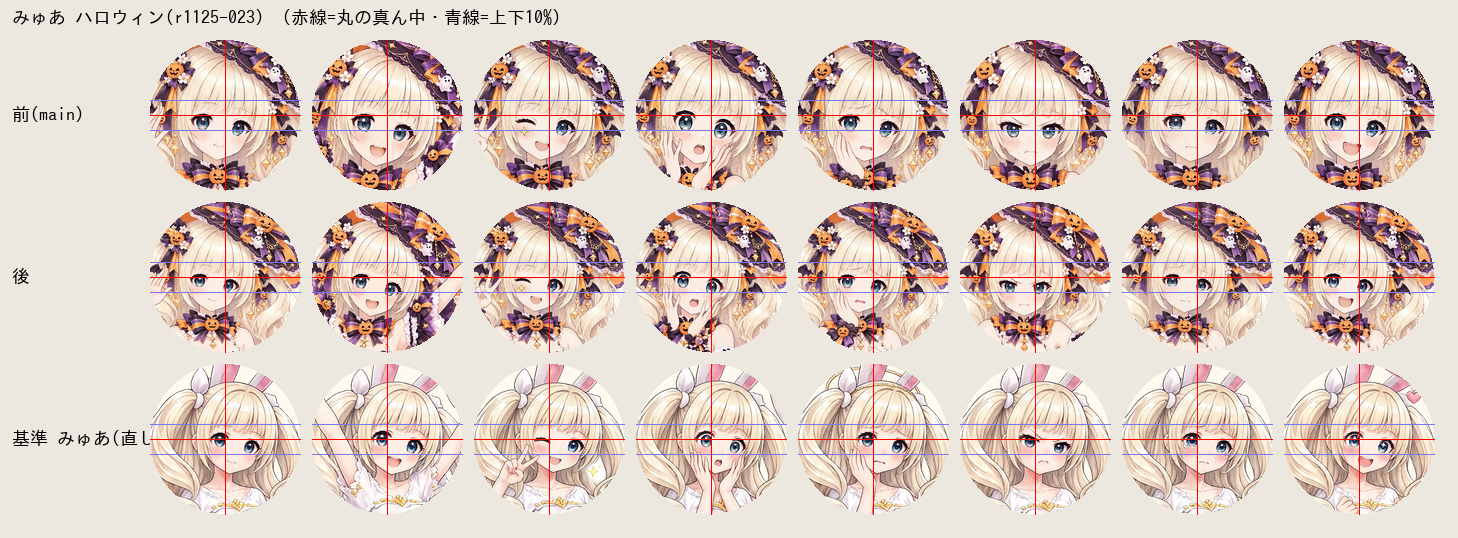 みゅあ ハロウィン(r1125-023) (赤線=丸の真ん中・青線=上下10%)
前(main)
後
基準 みゅあ(直し